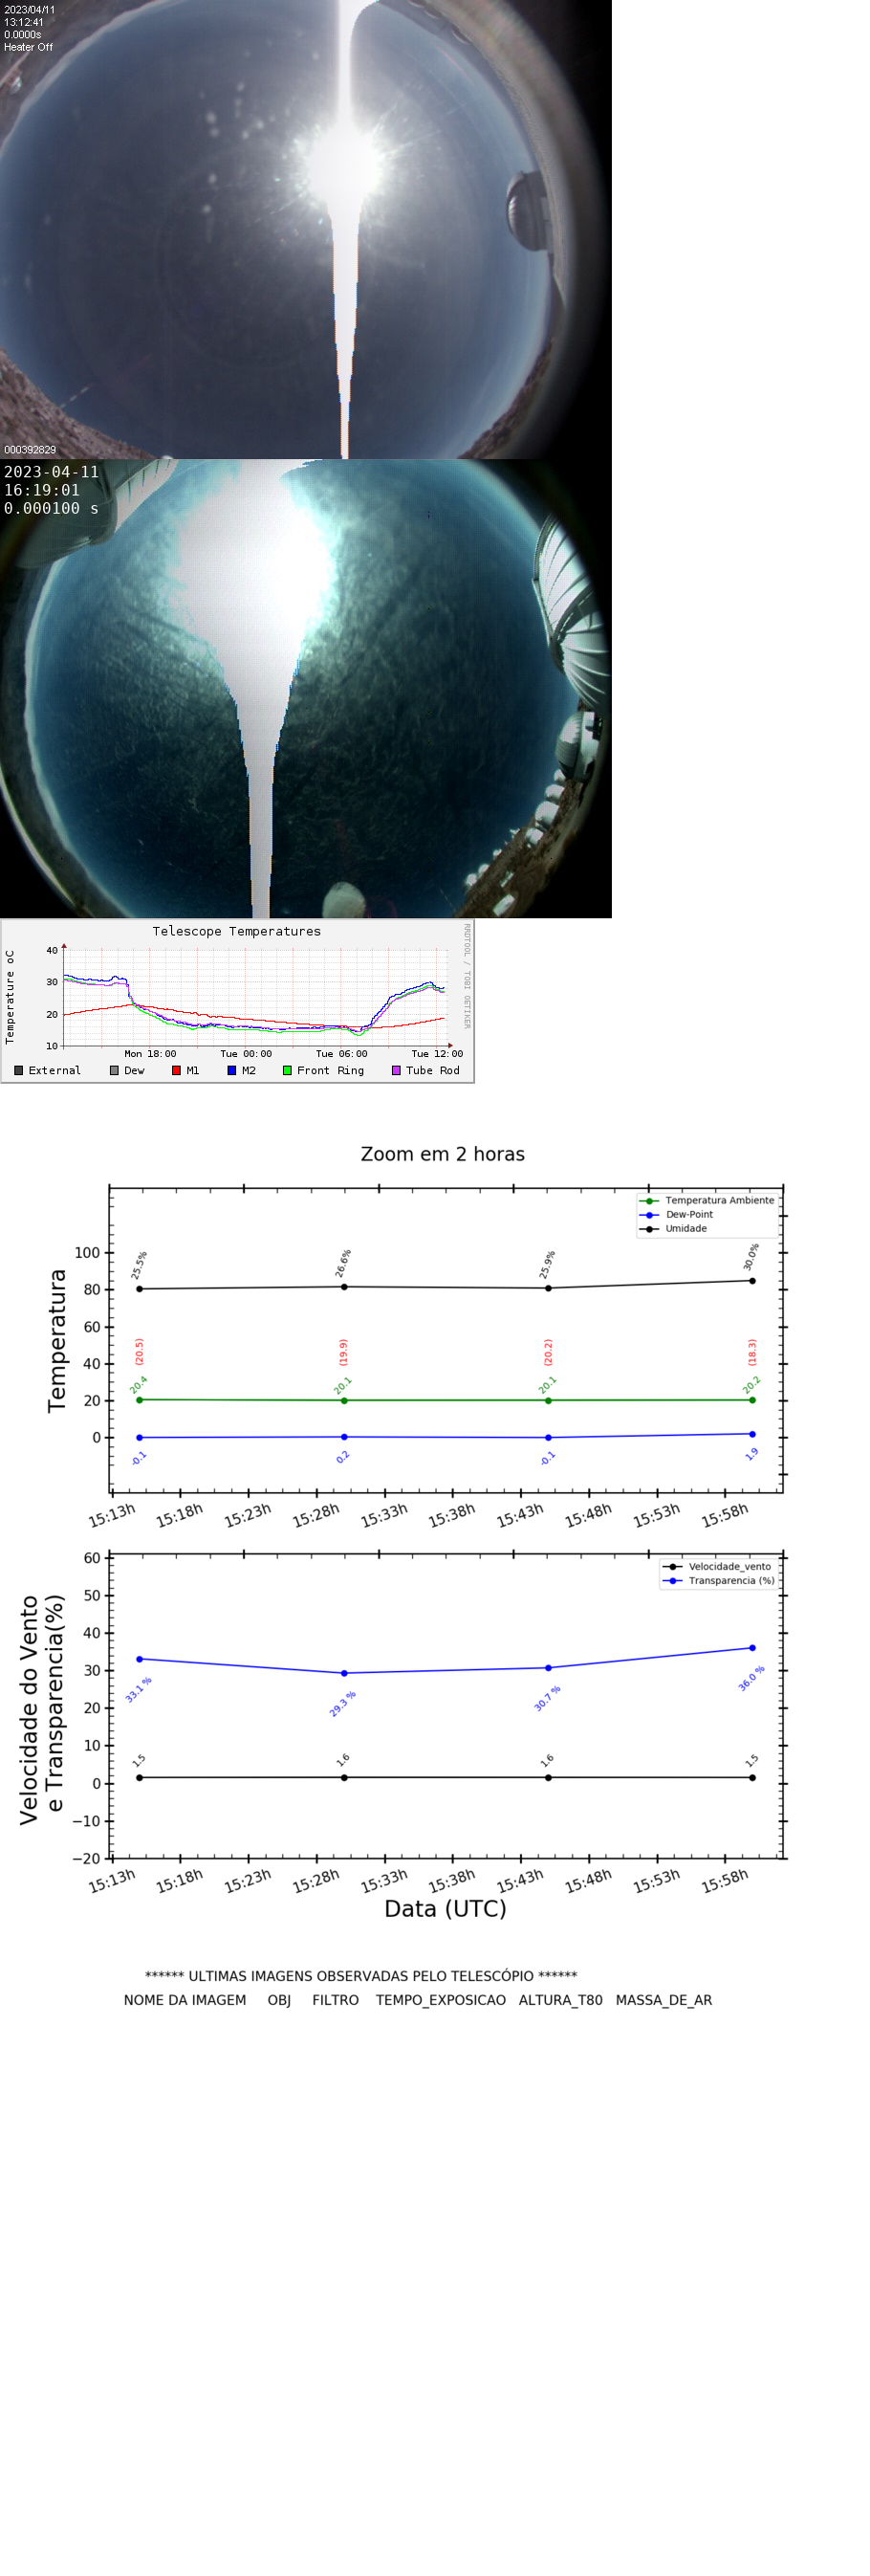 2023/04/11
13:12:41
0.0000s
Heater Off
000392829
2023-04-11
16:19:01
0.000100 s
Telescope Temperatures
RRDTOOL / TOBI OETIKER
Temperature oC
40
30
20
10
Mon 18:00 Tue 00:00 Tue 06:00 Tue 12:00
External Dew M1 M2 Front Ring Tube Rod
Zoom em 2 horas
Temperatura Ambiente
Dew-Point
Umidade
Temperatura
100
80
60
40
20
0
25.5% 26.6% 25.9% 30.0%
(20.5) (19.9) (20.2) (18.3)
20.4 20.1 20.1 20.2
-0.1 0.2 -0.1 1.9
15:13h 15:18h 15:23h 15:28h 15:33h 15:38h 15:43h 15:48h 15:53h 15:58h
Velocidade_vento
Transparencia (%)
Velocidade do Vento
e Transparencia(%)
60
50
40
30
20
10
0
−10
−20
33.1 % 29.3 % 30.7 % 36.0 %
1.5 1.6 1.6 1.5
15:13h 15:18h 15:23h 15:28h 15:33h 15:38h 15:43h 15:48h 15:53h 15:58h
Data (UTC)
****** ULTIMAS IMAGENS OBSERVADAS PELO TELESCÓPIO ******
NOME DA IMAGEM OBJ FILTRO TEMPO_EXPOSICAO ALTURA_T80 MASSA_DE_AR